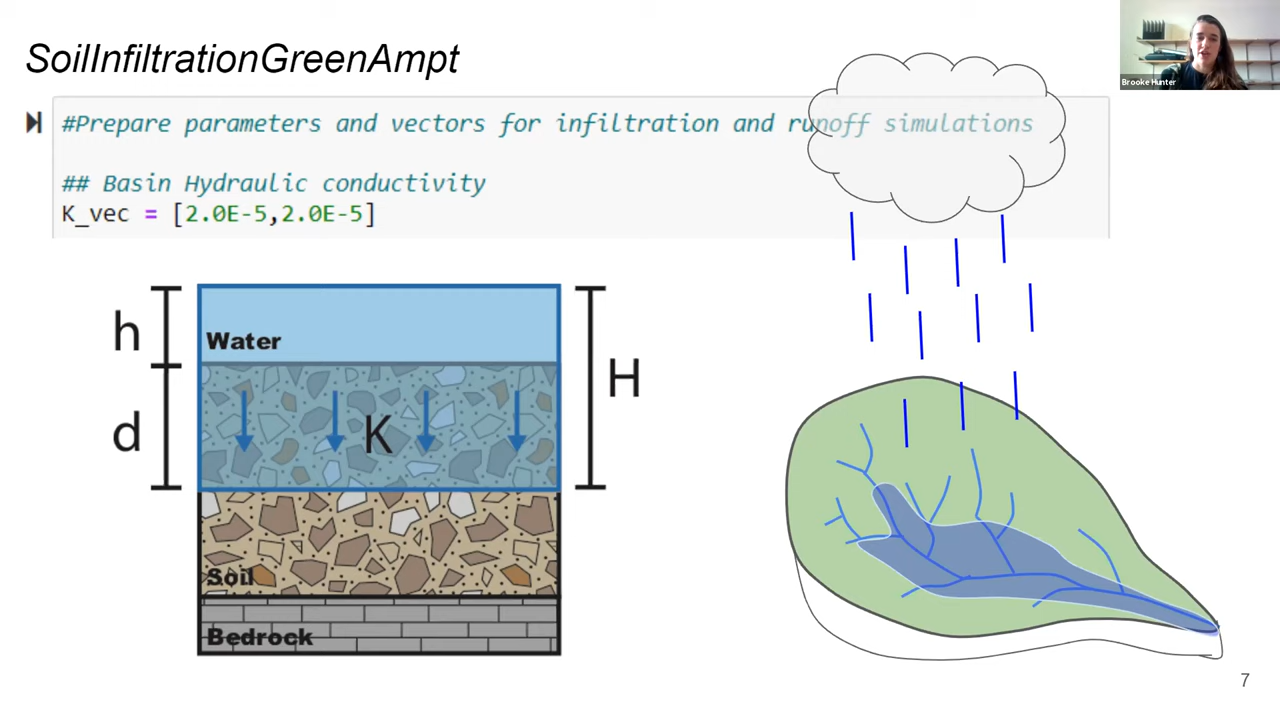 SoilInfiltrationGreenAmpt
Brooke Hunter
#Prepare parameters and vectors for infiltration and runoff simulations
## Basin Hydraulic conductivity
K_vec = [2.0E-5,2.0E-5]
h
Water
H
d
K
Soil
Bedrock
7